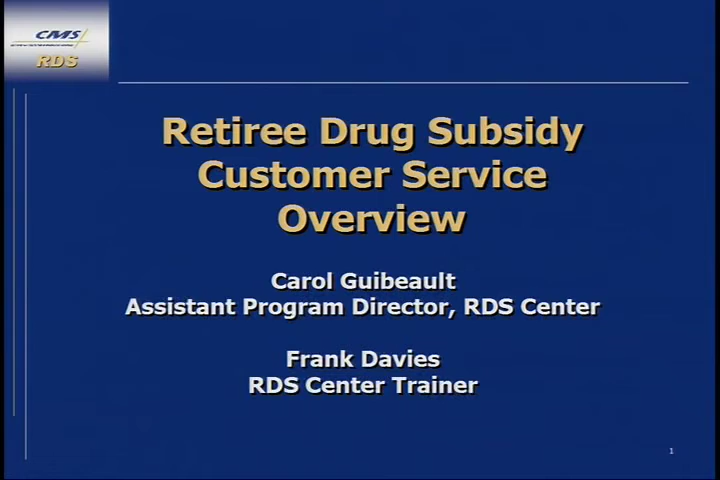 CMS
RDS
Retiree Drug Subsidy
Customer Service
Overview
Carol Guibeault
Assistant Program Director, RDS Center
Frank Davies
RDS Center Trainer
1